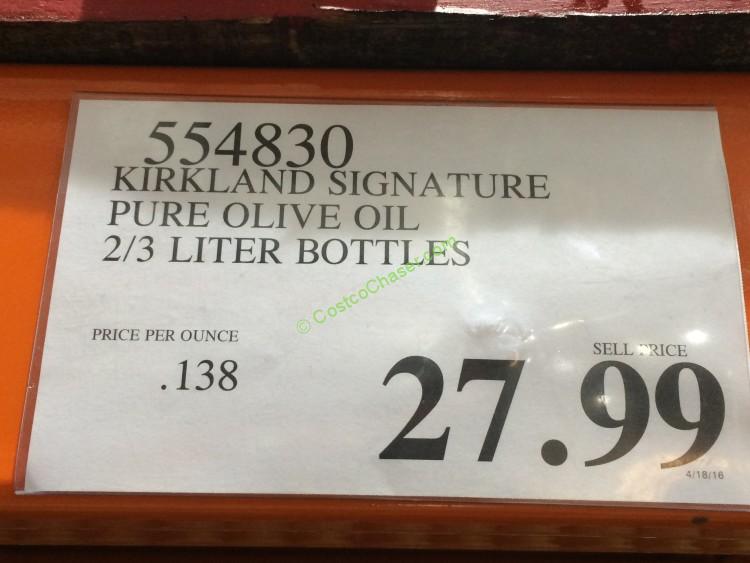 554830
KIRKLAND SIGNATURE
PURE OLIVE OIL
2/3 LITER BOTTLES
© CostcoChaser.com
PRICE PER OUNCE
.138
SELL PRICE
27.99
4/18/16